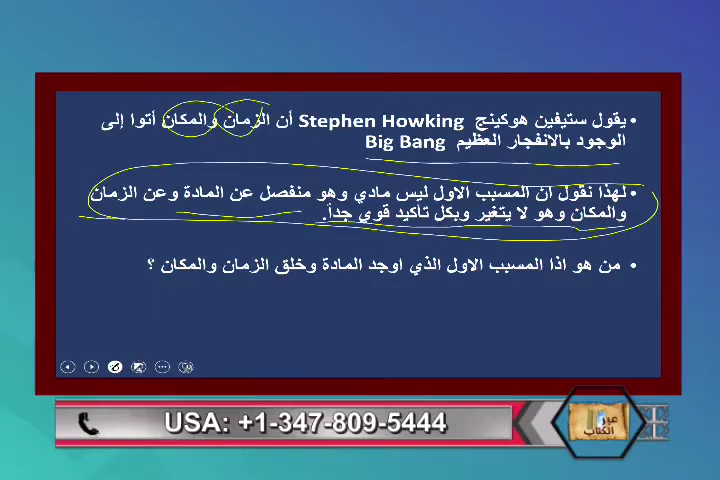 • يقول ستيفين هوكينج Stephen Howking أن الزمان والمكان أتوا إلى
الوجود بالانفجار العظيم Big Bang
• لهذا نقول ان المسبب الاول ليس مادي وهو منفصل عن المادة وعن الزمان
والمكان وهو لا يتغير وبكل تأكيد قوي جداً.
• من هو اذا المسبب الاول الذي اوجد المادة وخلق الزمان والمكان ؟
USA: +1-347-809-5444
عبر
الكتاب